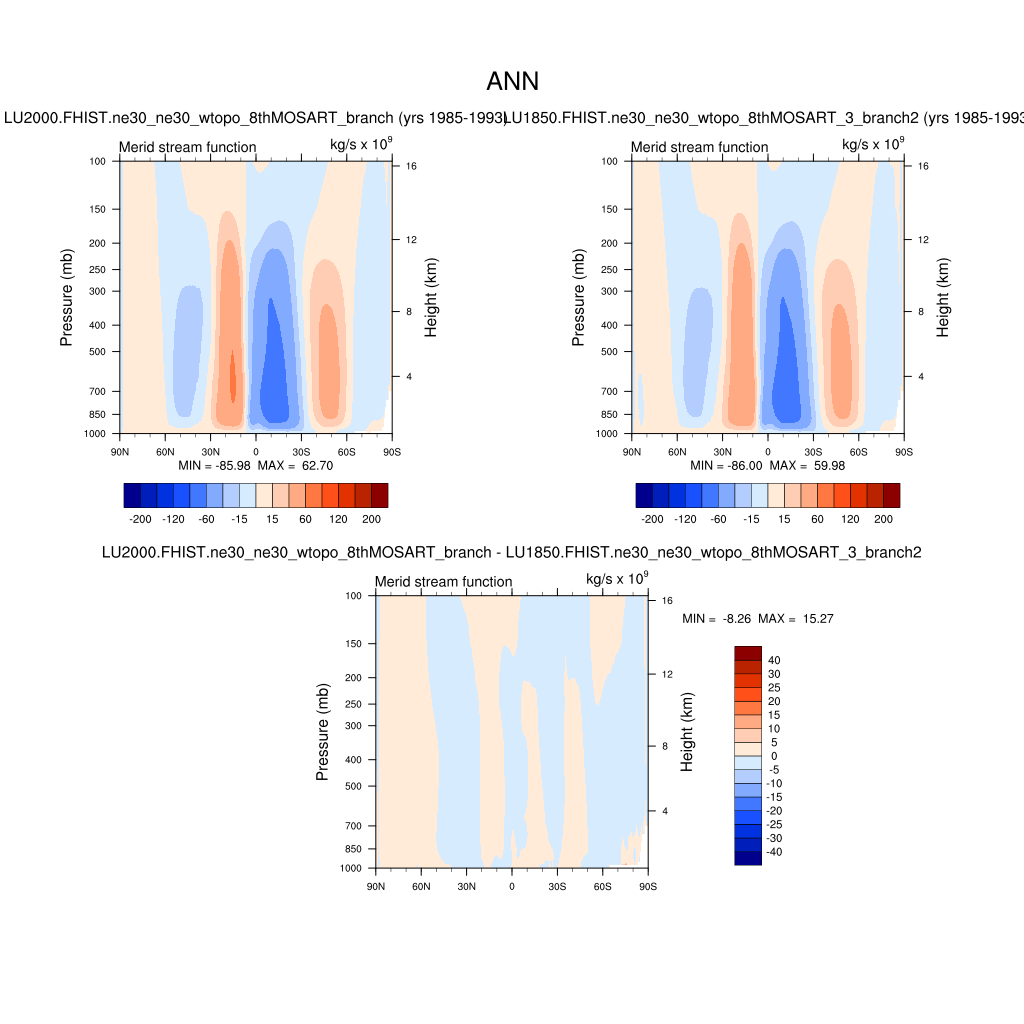 ANN
LU2000.FHIST.ne30_ne30_wtopo_8thMOSART_branch (yrs 1985-1993)
LU1850.FHIST.ne30_ne30_wtopo_8thMOSART_3_branch2 (yrs 1985-1993
Merid stream function
kg/s x 10⁹
100
150
200
250
300
400
500
700
850
1000
Pressure (mb)
16
12
8
4
Height (km)
90N 60N 30N 0 30S 60S 90S
MIN = -85.98 MAX = 62.70
-200 -120 -60 -15 15 60 120 200
Merid stream function
kg/s x 10⁹
100
150
200
250
300
400
500
700
850
1000
Pressure (mb)
16
12
8
4
Height (km)
90N 60N 30N 0 30S 60S 90S
MIN = -86.00 MAX = 59.98
-200 -120 -60 -15 15 60 120 200
LU2000.FHIST.ne30_ne30_wtopo_8thMOSART_branch - LU1850.FHIST.ne30_ne30_wtopo_8thMOSART_3_branch2
Merid stream function
kg/s x 10⁹
100
150
200
250
300
400
500
700
850
1000
Pressure (mb)
16
12
8
4
Height (km)
90N 60N 30N 0 30S 60S 90S
MIN = -8.26 MAX = 15.27
40
30
25
20
15
10
5
0
-5
-10
-15
-20
-25
-30
-40